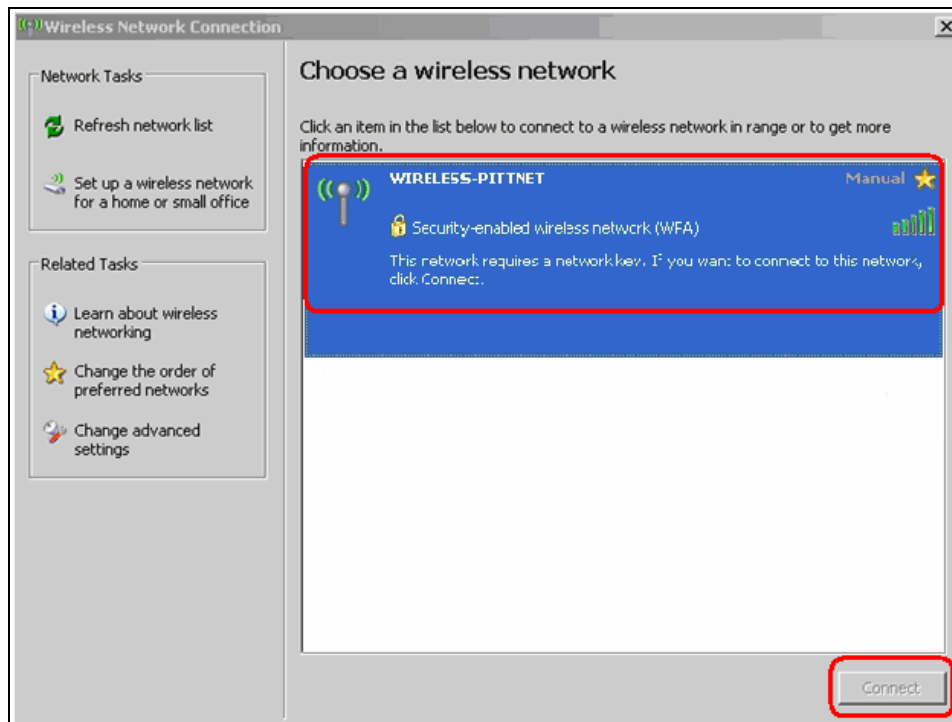 Wireless Network Connection
Network Tasks
Refresh network list
Set up a wireless network
for a home or small office
Related Tasks
Learn about wireless
networking
Change the order of
preferred networks
Change advanced
settings
Choose a wireless network
Click an item in the list below to connect to a wireless network in range or to get more
information.
WIRELESS-PITTNET
Manual
Security-enabled wireless network (WPA)
This network requires a network key. If you want to connect to this network,
click Connect.
Connect